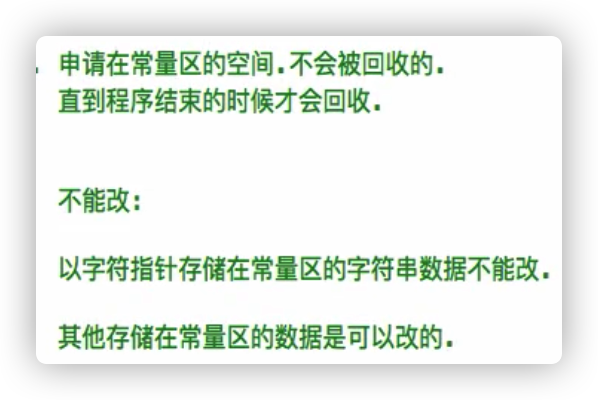 申请在常量区的空间.不会被回收的.
直到程序结束的时候才会回收.
不能改:
以字符指针存储在常量区的字符串数据不能改.
其他存储在常量区的数据是可以改的.